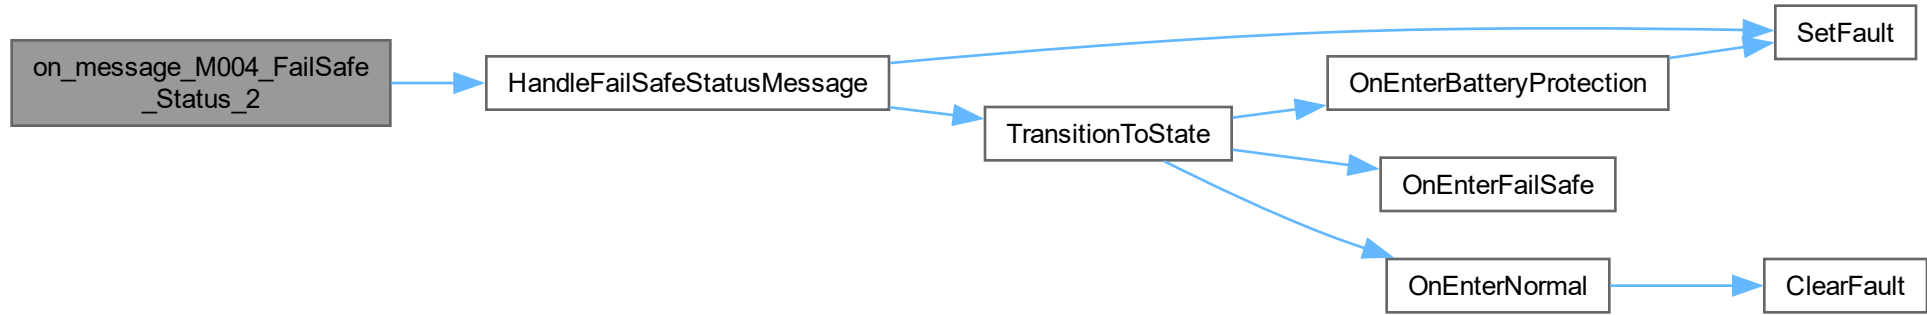 on_message_M004_FailSafe
_Status_2
HandleFailSafeStatusMessage
SetFault
OnEnterBatteryProtection
TransitionToState
OnEnterFailSafe
OnEnterNormal
ClearFault